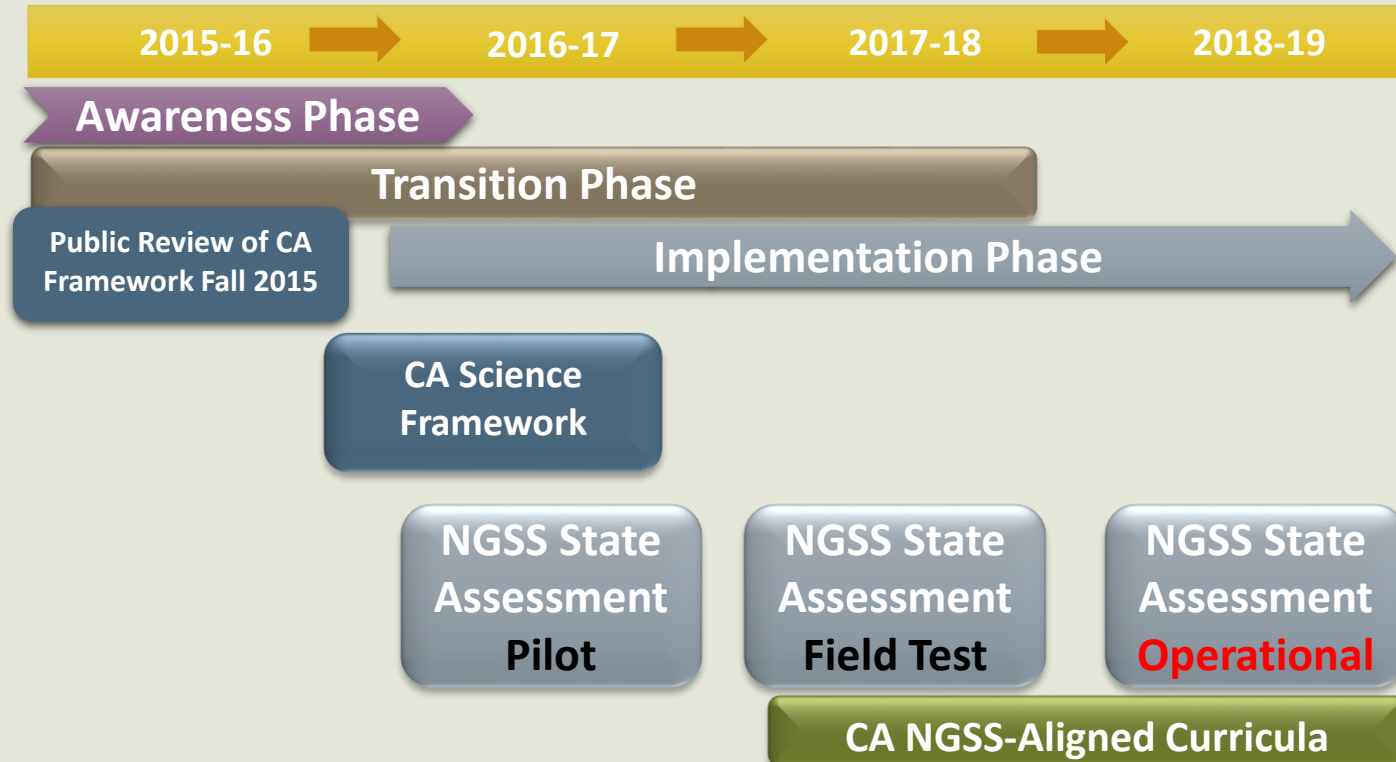 2015-16
2016-17
2017-18
2018-19
Awareness Phase
Transition Phase
Public Review of CA
Framework Fall 2015
Implementation Phase
CA Science
Framework
NGSS State
Assessment
Pilot
NGSS State
Assessment
Field Test
NGSS State
Assessment
Operational
CA NGSS-Aligned Curricula